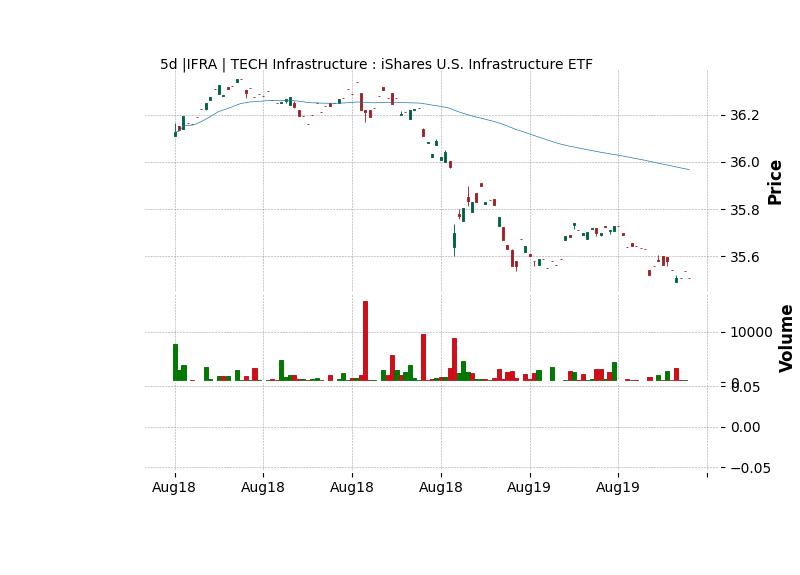 5d |IFRA | TECH Infrastructure : iShares U.S. Infrastructure ETF
36.2
36.0
35.8
35.6
Price
10000
0
Volume
0.05
0.00
−0.05
Aug18 Aug18 Aug18 Aug18 Aug19 Aug19